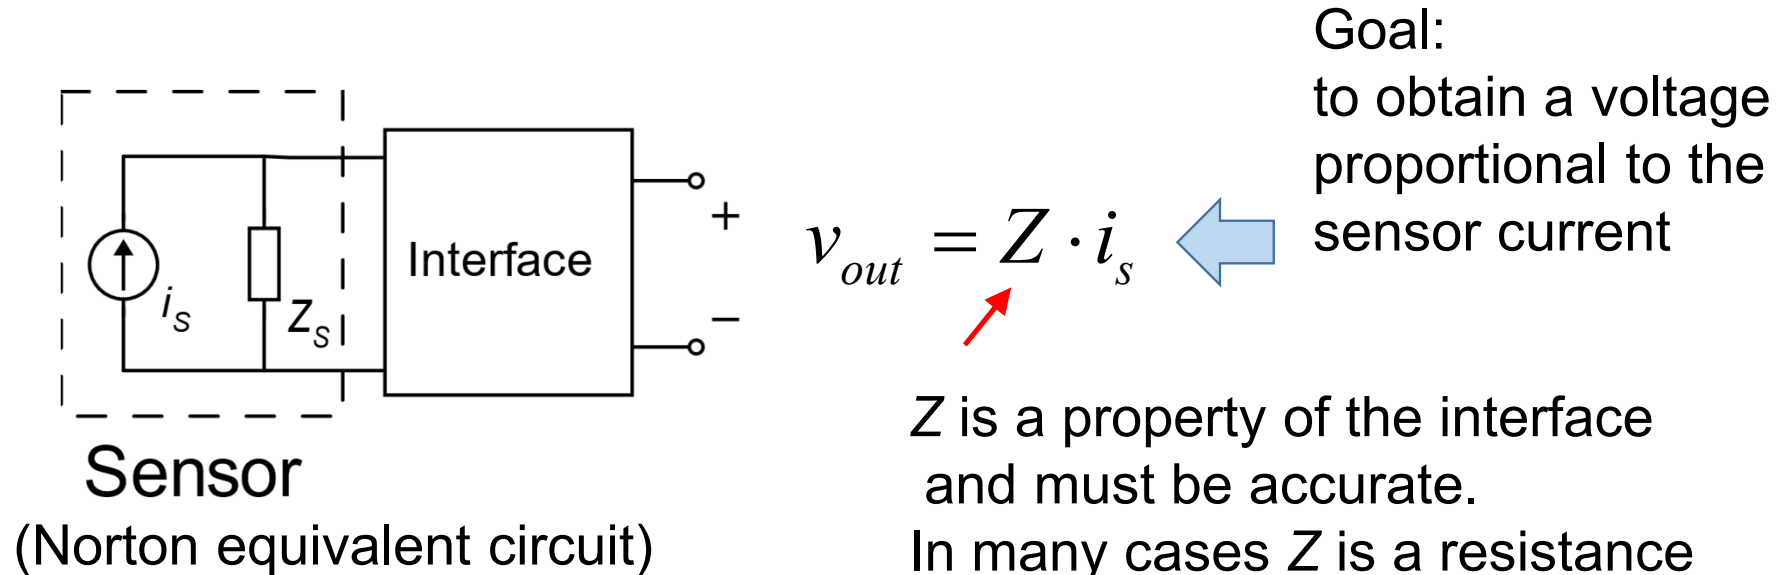 Goal:
to obtain a voltage
proportional to the
sensor current
Interface
+
−
i_s
Z_s
v_out = Z · i_s
Sensor
(Norton equivalent circuit)
Z is a property of the interface
and must be accurate.
In many cases Z is a resistance